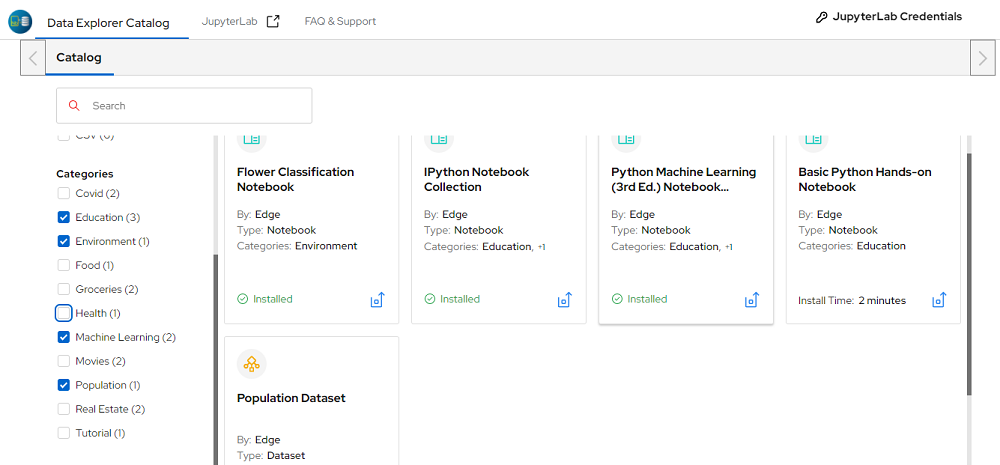 Data Explorer Catalog
JupyterLab
FAQ & Support
JupyterLab Credentials
Catalog
Search
Categories
Covid (2)
Education (3)
Environment (1)
Food (1)
Groceries (2)
Health (1)
Machine Learning (2)
Movies (2)
Population (1)
Real Estate (2)
Tutorial (1)
Flower Classification
Notebook
By: Edge
Type: Notebook
Categories: Environment
Installed
IPython Notebook
Collection
By: Edge
Type: Notebook
Categories: Education, +1
Installed
Python Machine Learning
(3rd Ed.) Notebook...
By: Edge
Type: Notebook
Categories: Education, +1
Installed
Basic Python Hands-on
Notebook
By: Edge
Type: Notebook
Categories: Education
Install Time: 2 minutes
Population Dataset
By: Edge
Type: Dataset